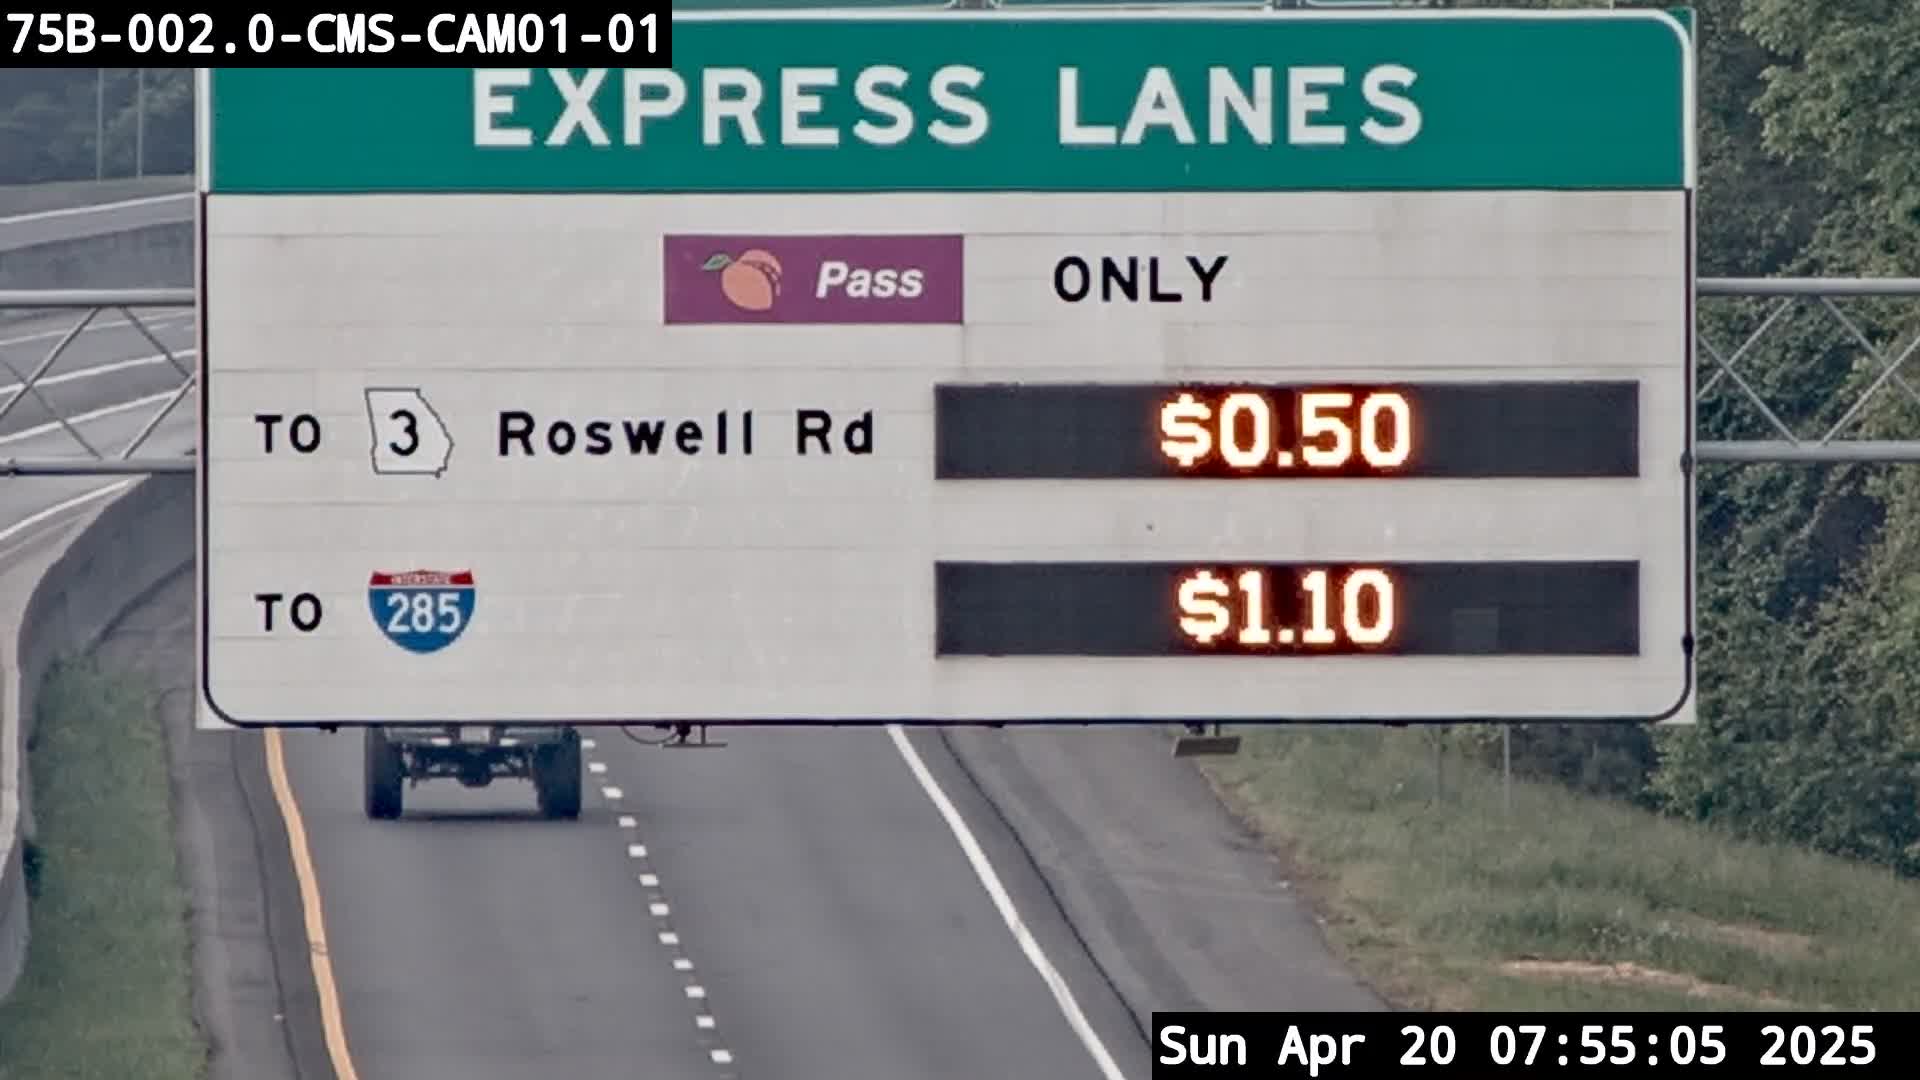 75B-002.0-CMS-CAM01-01
EXPRESS LANES
Pass ONLY
TO 3 Roswell Rd $0.50
INTERSTATE
TO 285 $1.10
Sun Apr 20 07:55:05 2025